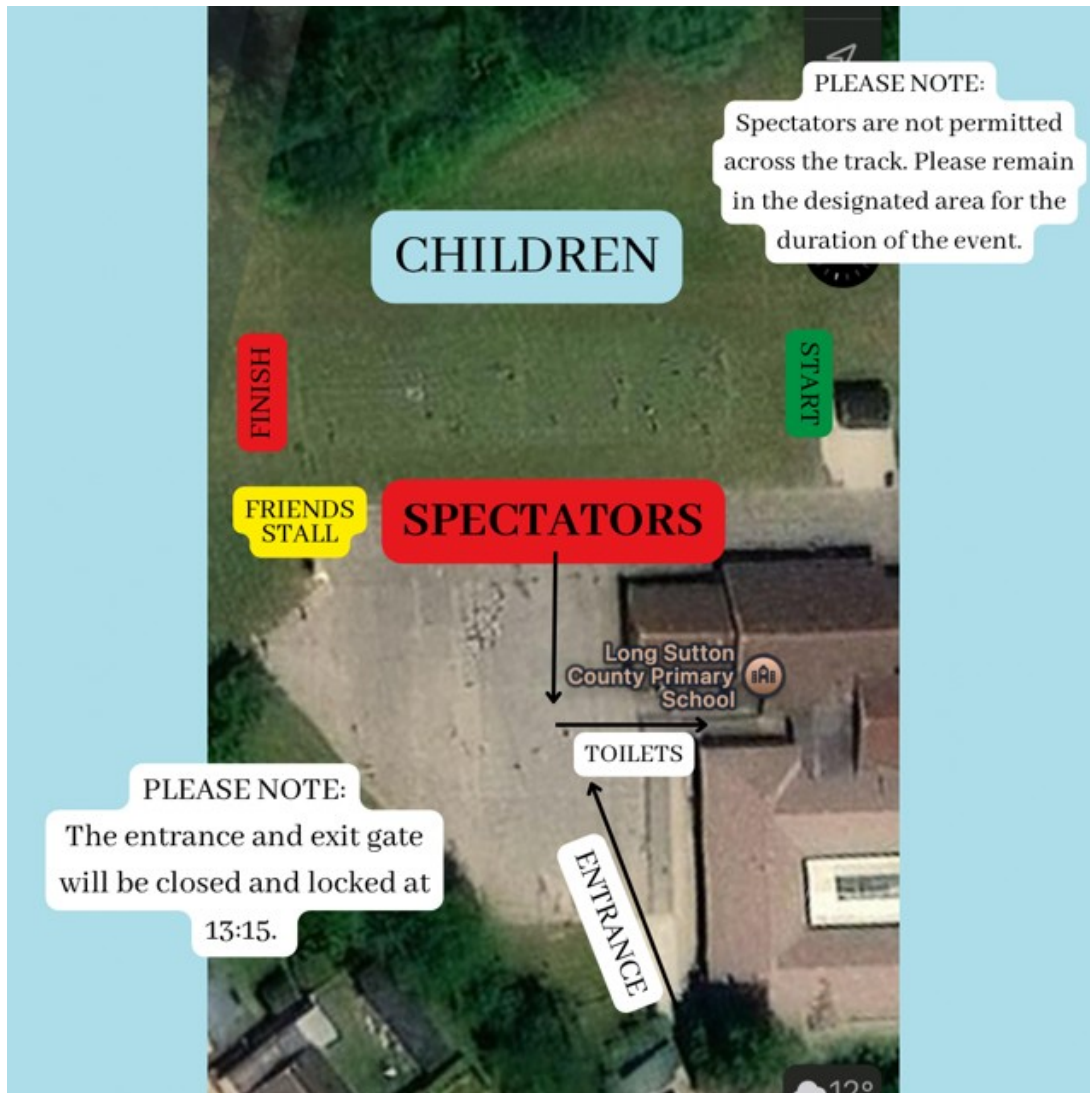 PLEASE NOTE:
Spectators are not permitted
across the track. Please remain
in the designated area for the
duration of the event.
CHILDREN
FINISH
START
FRIENDS
STALL
SPECTATORS
Long Sutton
County Primary
School
TOILETS
PLEASE NOTE:
The entrance and exit gate
will be closed and locked at
13:15.
ENTRANCE
12°